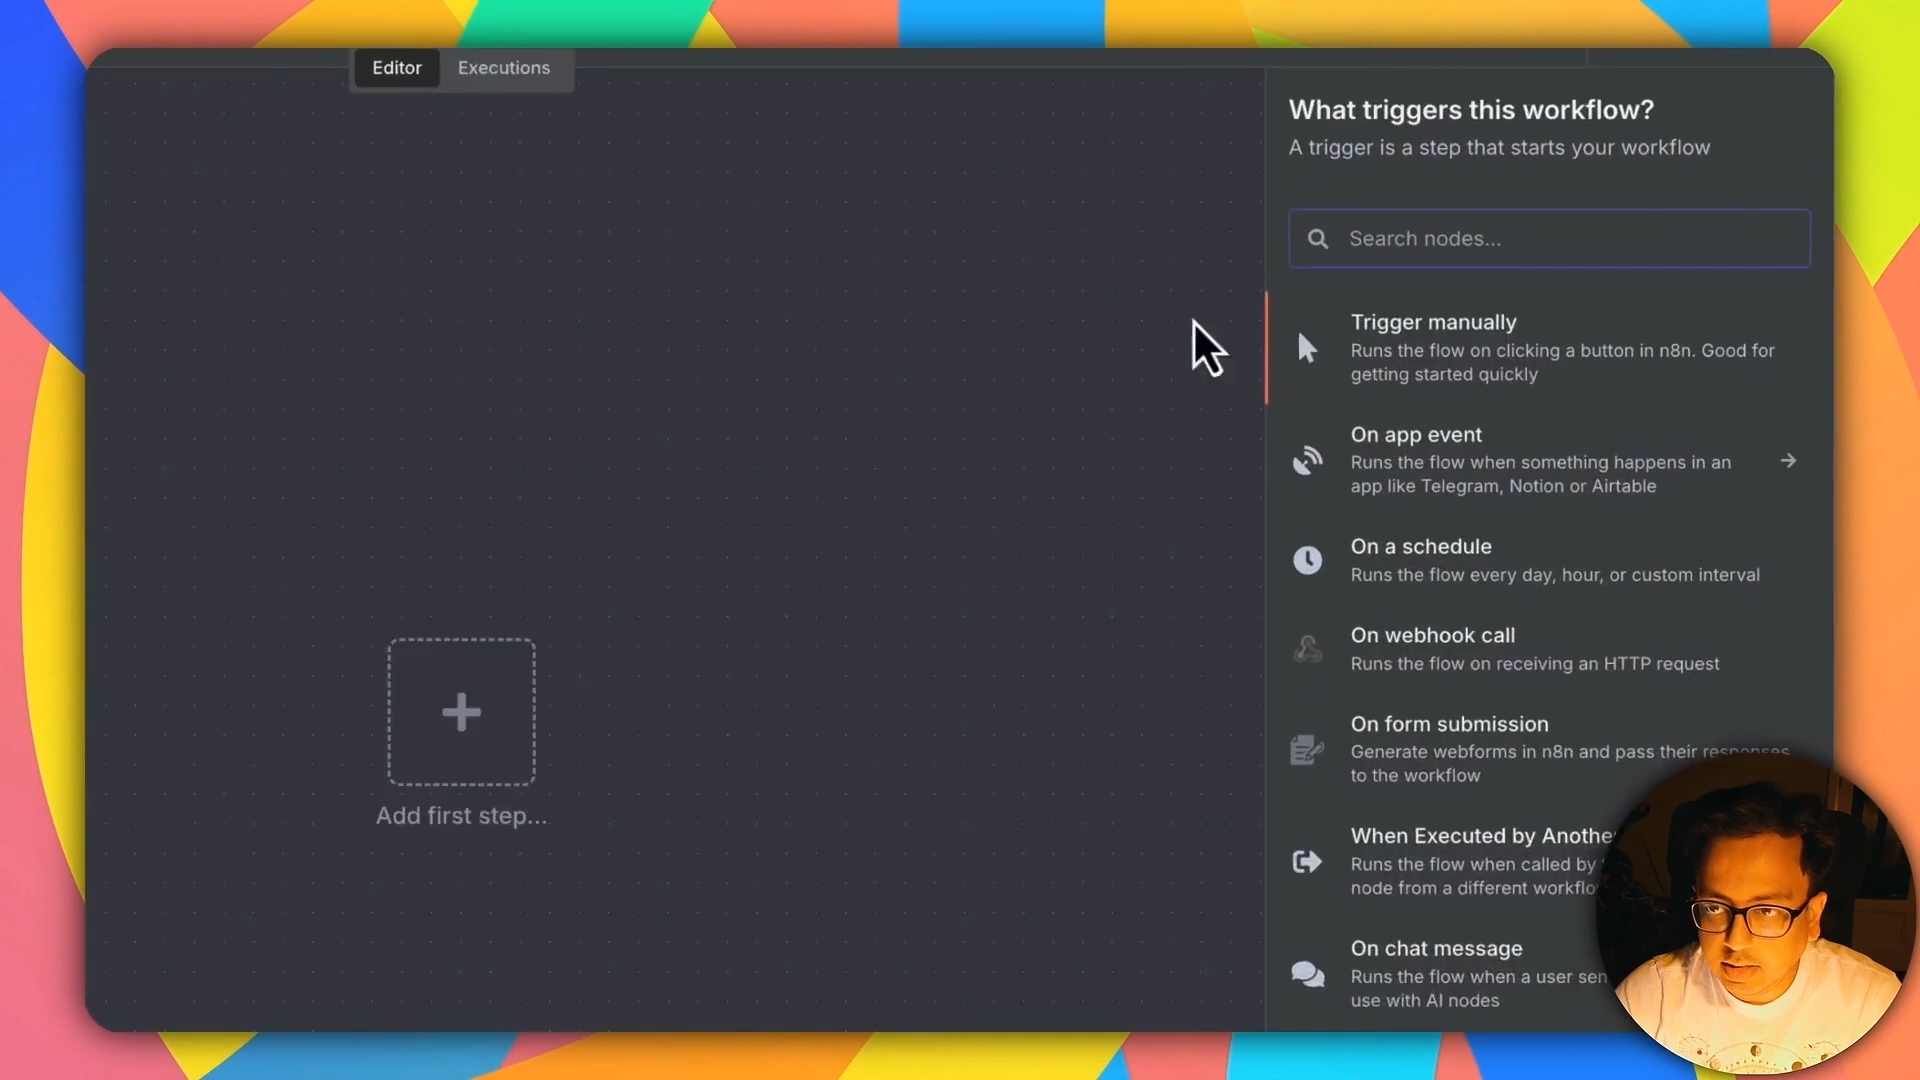 Editor Executions
What triggers this workflow?
A trigger is a step that starts your workflow
Search nodes...
Trigger manually
Runs the flow on clicking a button in n8n. Good for
getting started quickly
On app event
Runs the flow when something happens in an
app like Telegram, Notion or Airtable
On a schedule
Runs the flow every day, hour, or custom interval
On webhook call
Runs the flow on receiving an HTTP request
On form submission
Generate webforms in n8n and pass their responses
to the workflow
When Executed by Anothe
Runs the flow when called by
node from a different workflo
On chat message
Runs the flow when a user sen
use with AI nodes
Add first step...